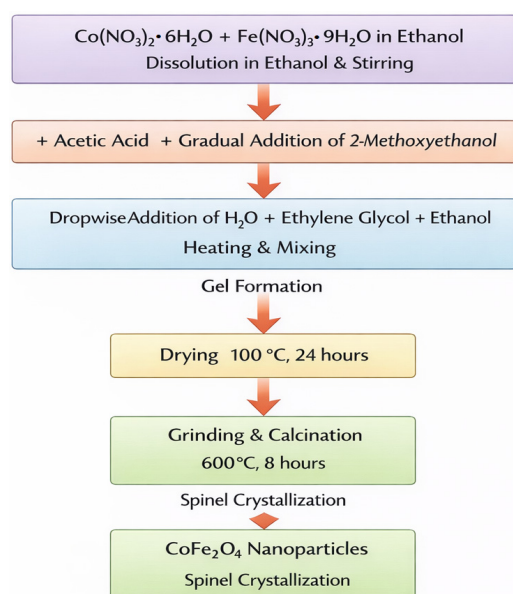 Co(NO₃)₂· 6H₂O + Fe(NO₃)₃· 9H₂O in Ethanol
Dissolution in Ethanol & Stirring
+ Acetic Acid + Gradual Addition of 2-Methoxyethanol
DropwiseAddition of H₂O + Ethylene Glycol + Ethanol
Heating & Mixing
Gel Formation
Drying 100 °C, 24 hours
Grinding & Calcination
600°C, 8 hours
Spinel Crystallization
CoFe₂O₄ Nanoparticles
Spinel Crystallization